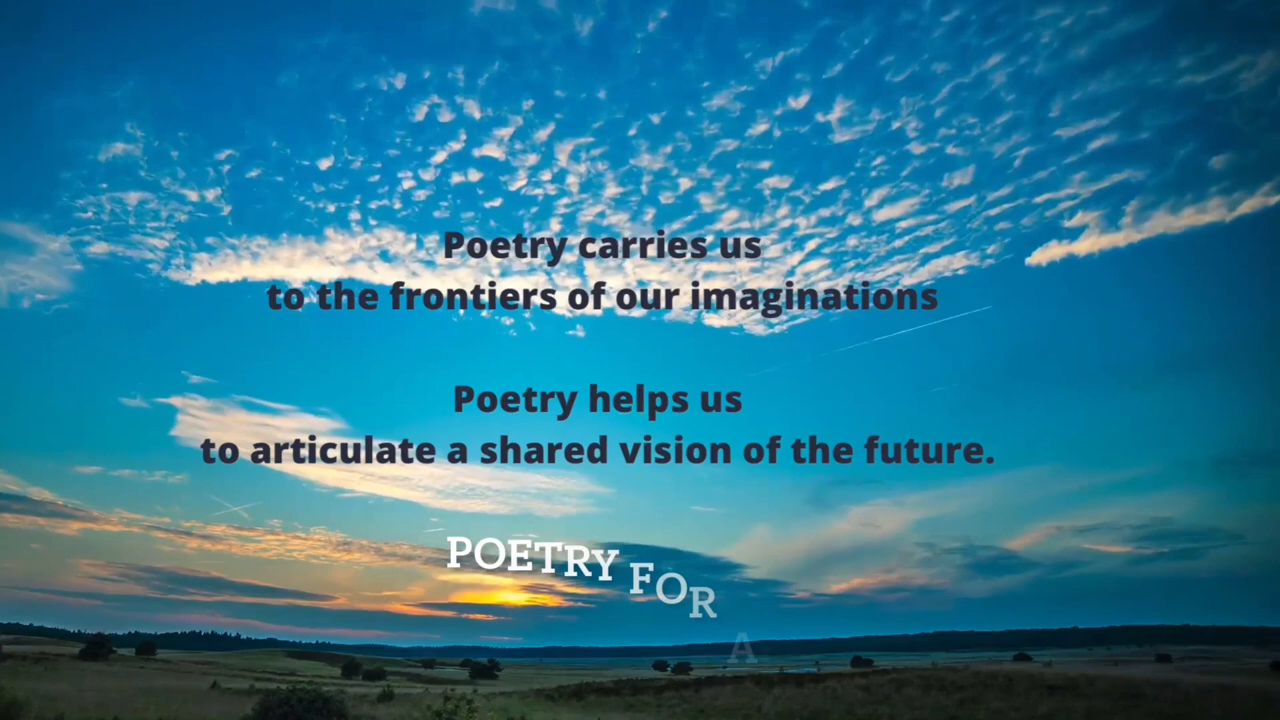 Poetry carries us
to the frontiers of our imaginations
Poetry helps us
to articulate a shared vision of the future.
POETRY FOR A